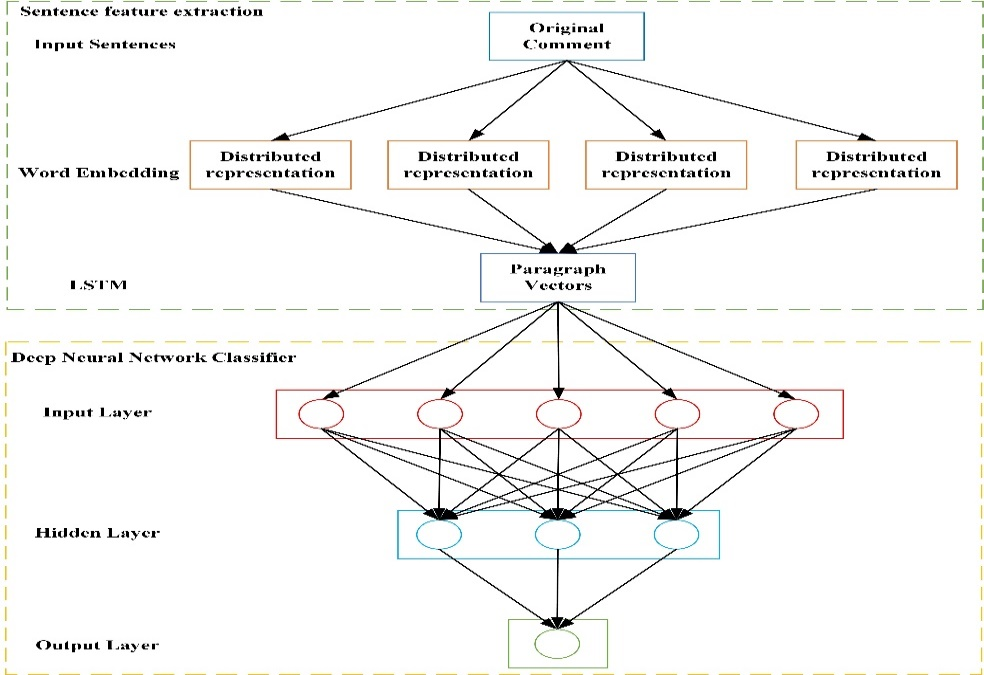 Sentence feature extraction
Input Sentences
Original
Comment
Word Embedding
Distributed
representation
Distributed
representation
Distributed
representation
Distributed
representation
LSTM
Paragraph
Vectors
Deep Neural Network Classifier
Input Layer
Hidden Layer
Output Layer